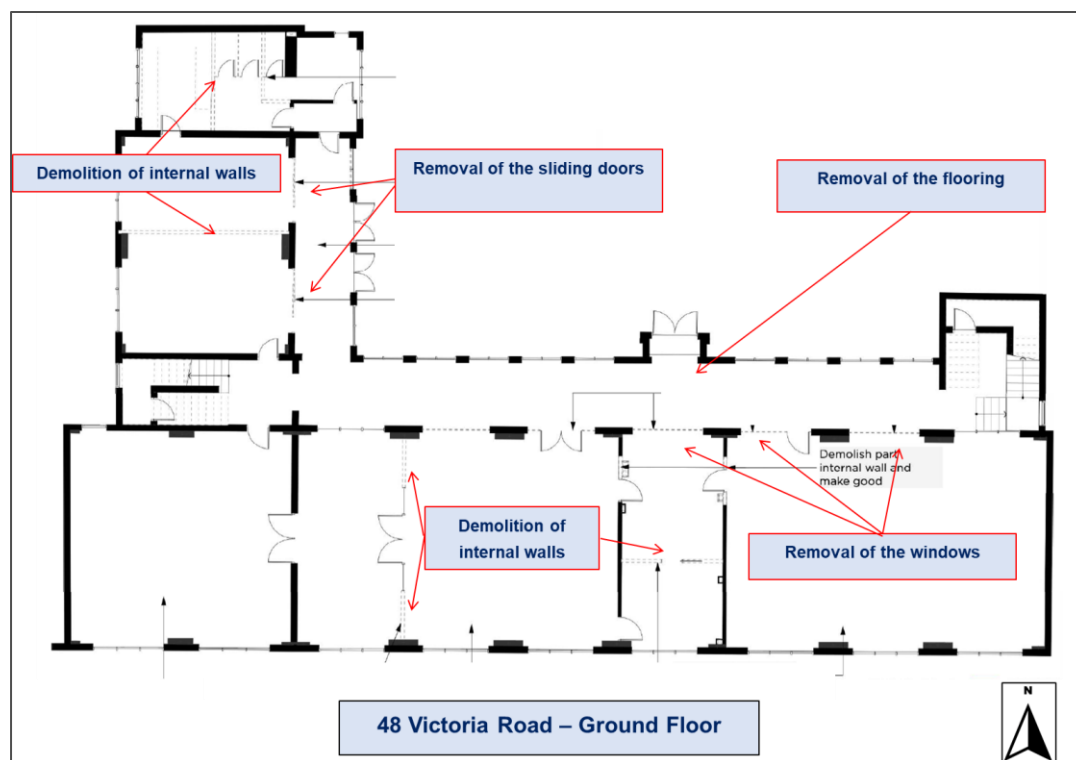 Demolition of internal walls
Removal of the sliding doors
Removal of the flooring
Demolish part
internal wall and
make good
Demolition of
internal walls
Removal of the windows
48 Victoria Road – Ground Floor
N